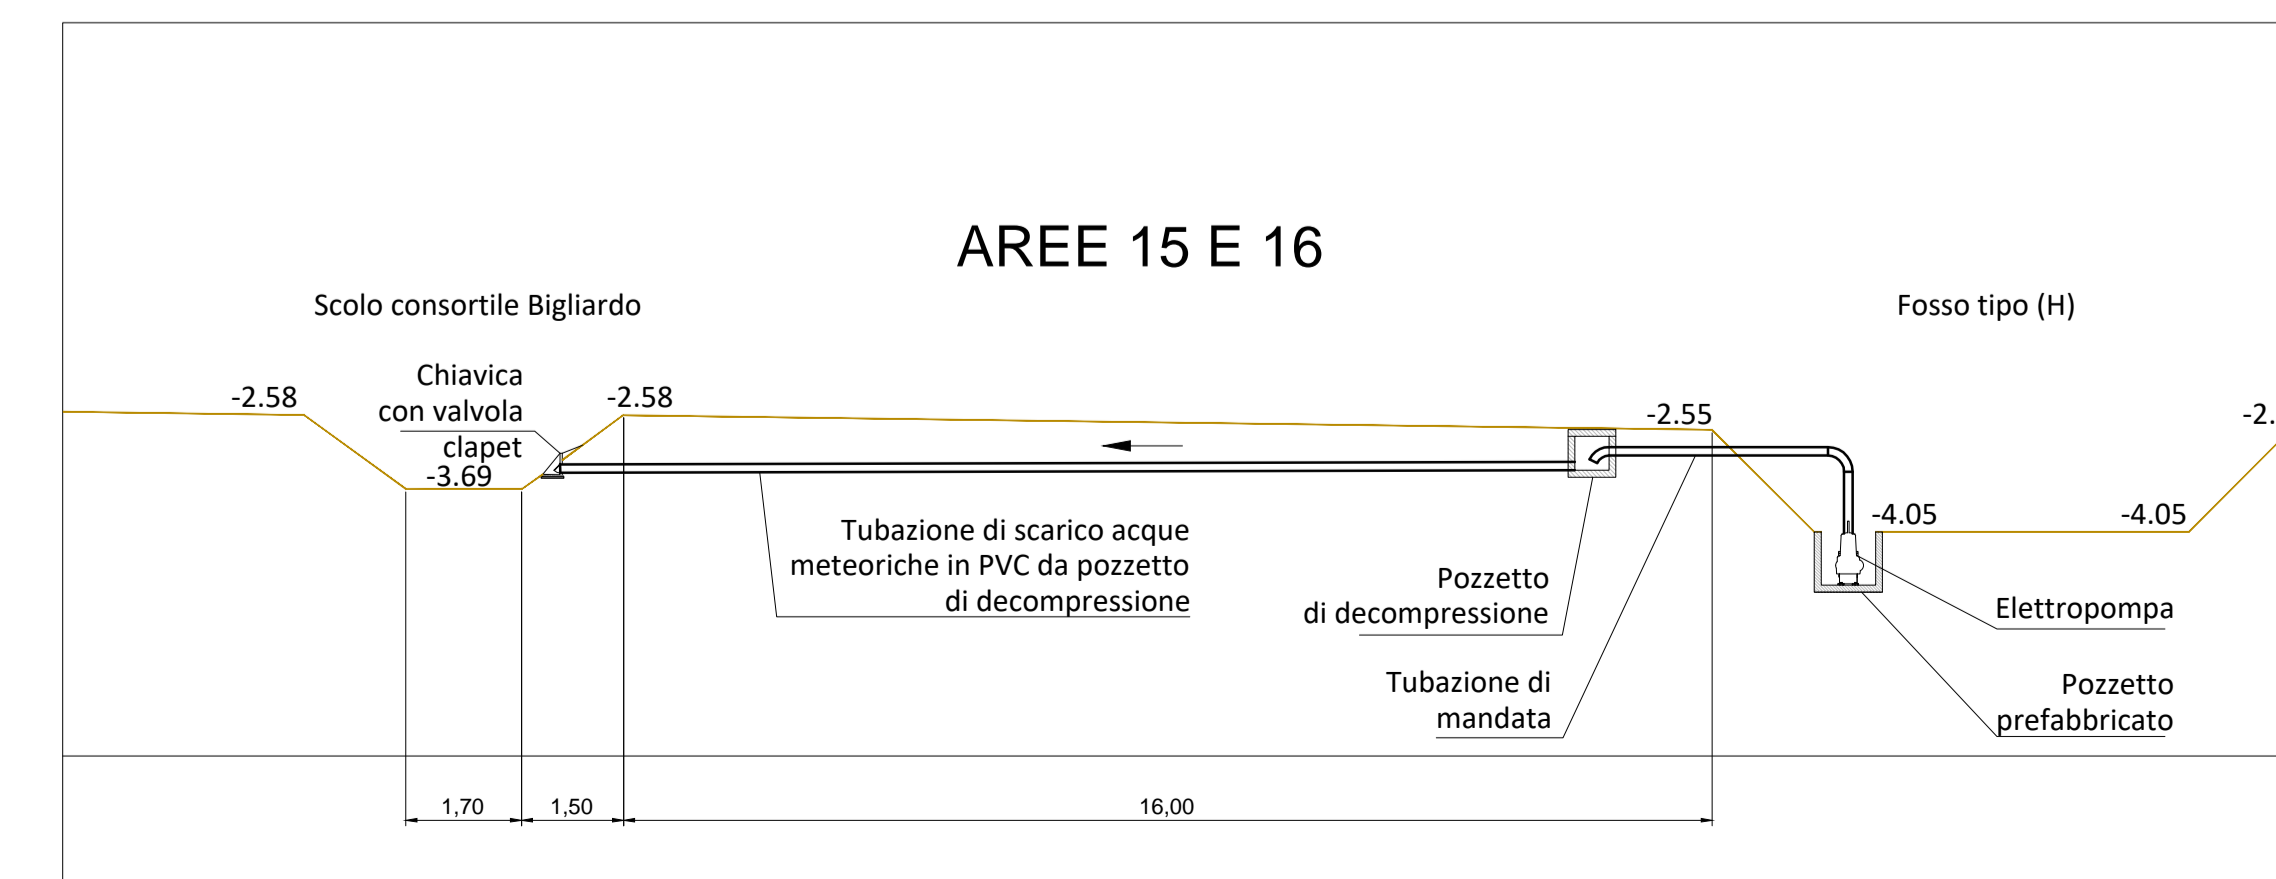 AREE 15 E 16
Scolo consortile Bigliardo
Fosso tipo (H)
Chiavica
con valvola
clapet
-2.58
-2.58
-2.55
-2.
-3.69
-4.05
-4.05
Tubazione di scarico acque
meteoriche in PVC da pozzetto
di decompressione
Pozzetto
di decompressione
Elettropompa
Tubazione di
mandata
Pozzetto
prefabbricato
1,70
1,50
16,00